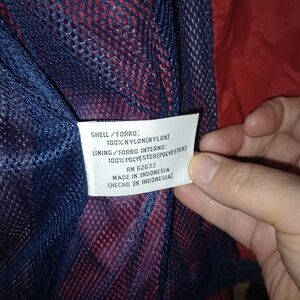 SHELL / FORRO:
100% NYLON(NYLON)
LINING / FORRO INTERNO:
100% POLYESTER(POLYESTER)
RN 62633
MADE IN INDONESIA
(HECHO EN INDONESIA)